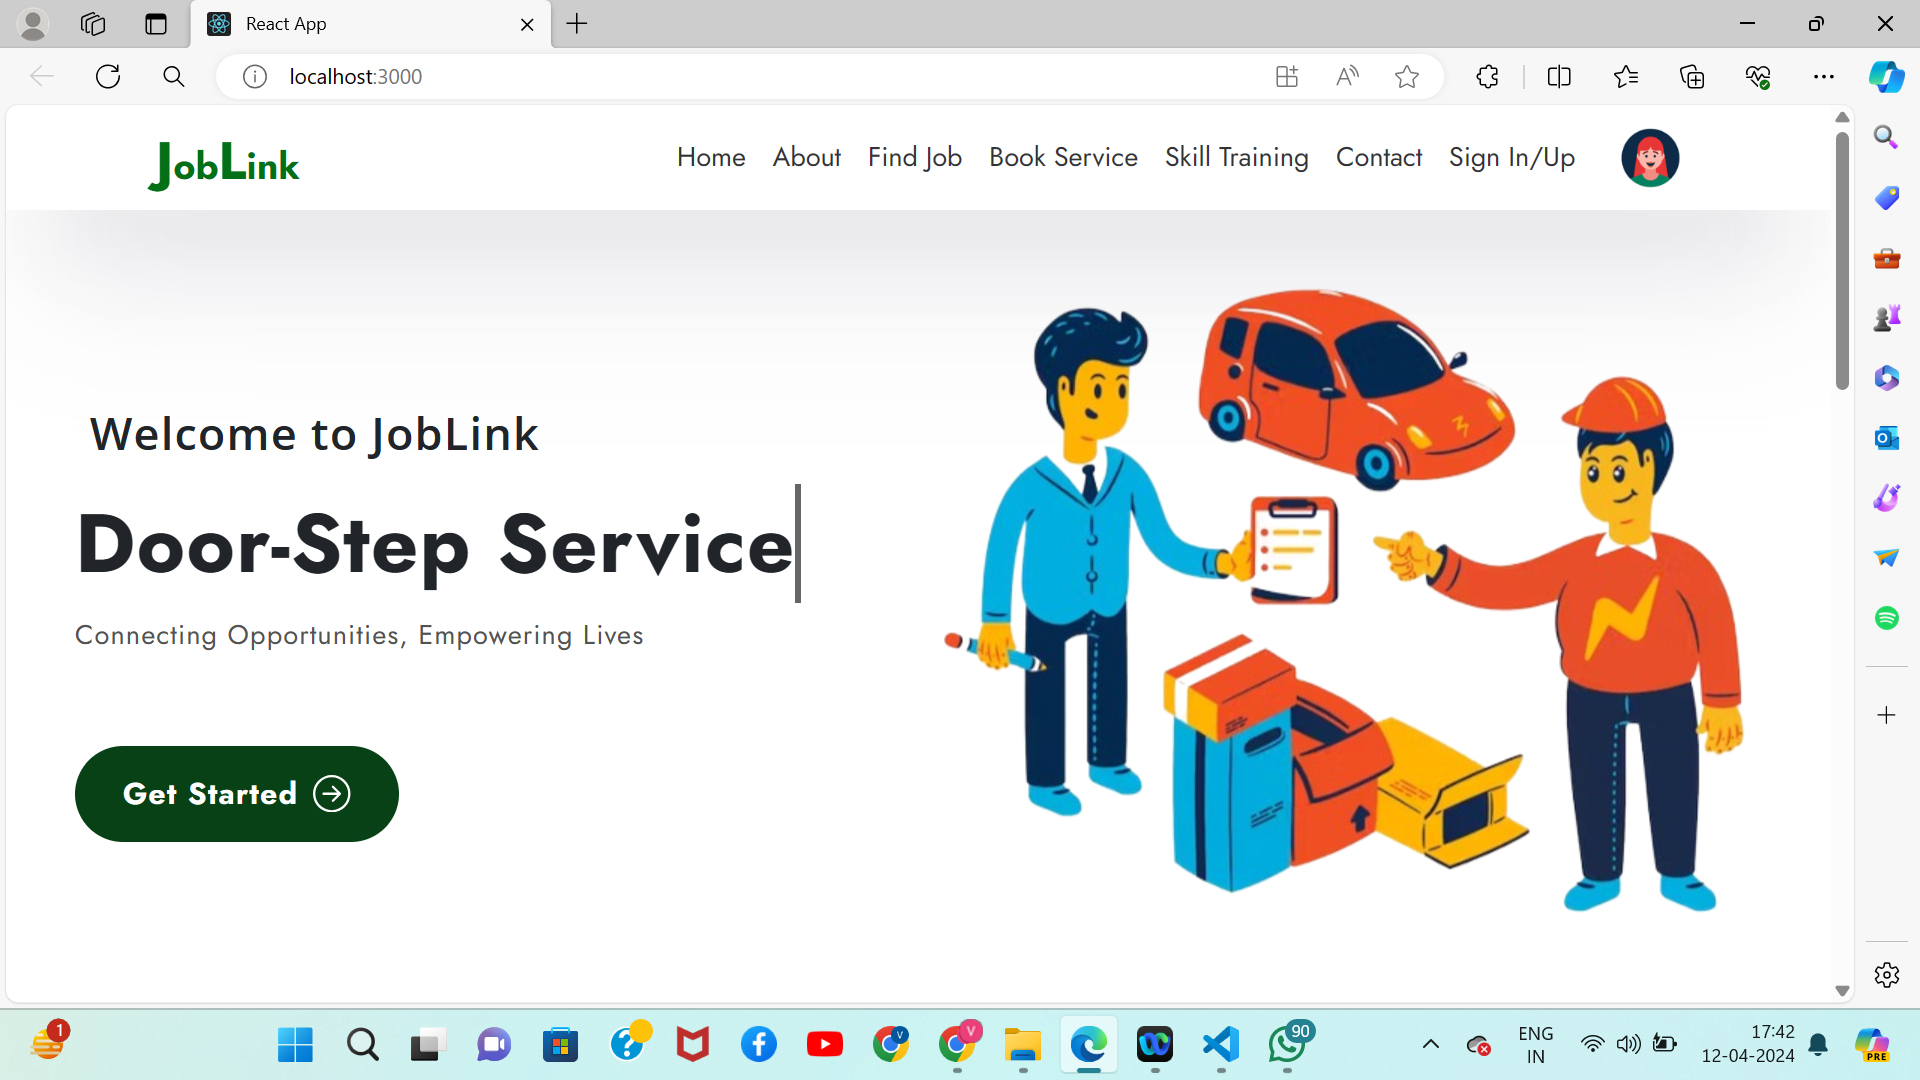 React App
localhost:3000
JobLink
Home About Find Job Book Service Skill Training Contact Sign In/Up
Welcome to JobLink
Door-Step Service
Connecting Opportunities, Empowering Lives
Get Started
1
V
V
90
ENG
IN
17:42
12-04-2024
PRE